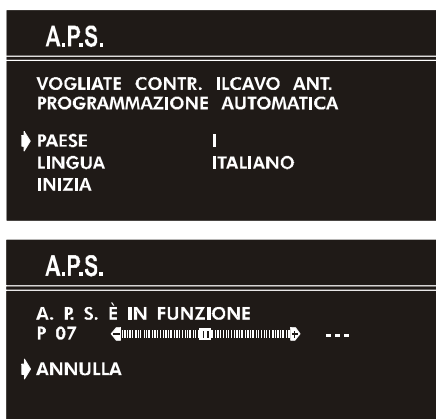 A.P.S.
VOGLIATE CONTR. ILCAVO ANT.
PROGRAMMAZIONE AUTOMATICA
PAESE I
LINGUA ITALIANO
INIZIA
A.P.S.
A. P. S. È IN FUNZIONE
P 07 - + ---
ANNULLA